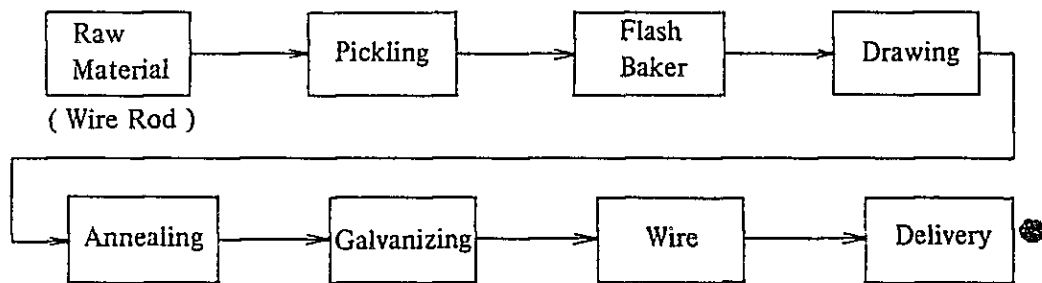 Raw
Material
( Wire Rod )
Pickling
Flash
Baker
Drawing
Annealing
Galvanizing
Wire
Delivery